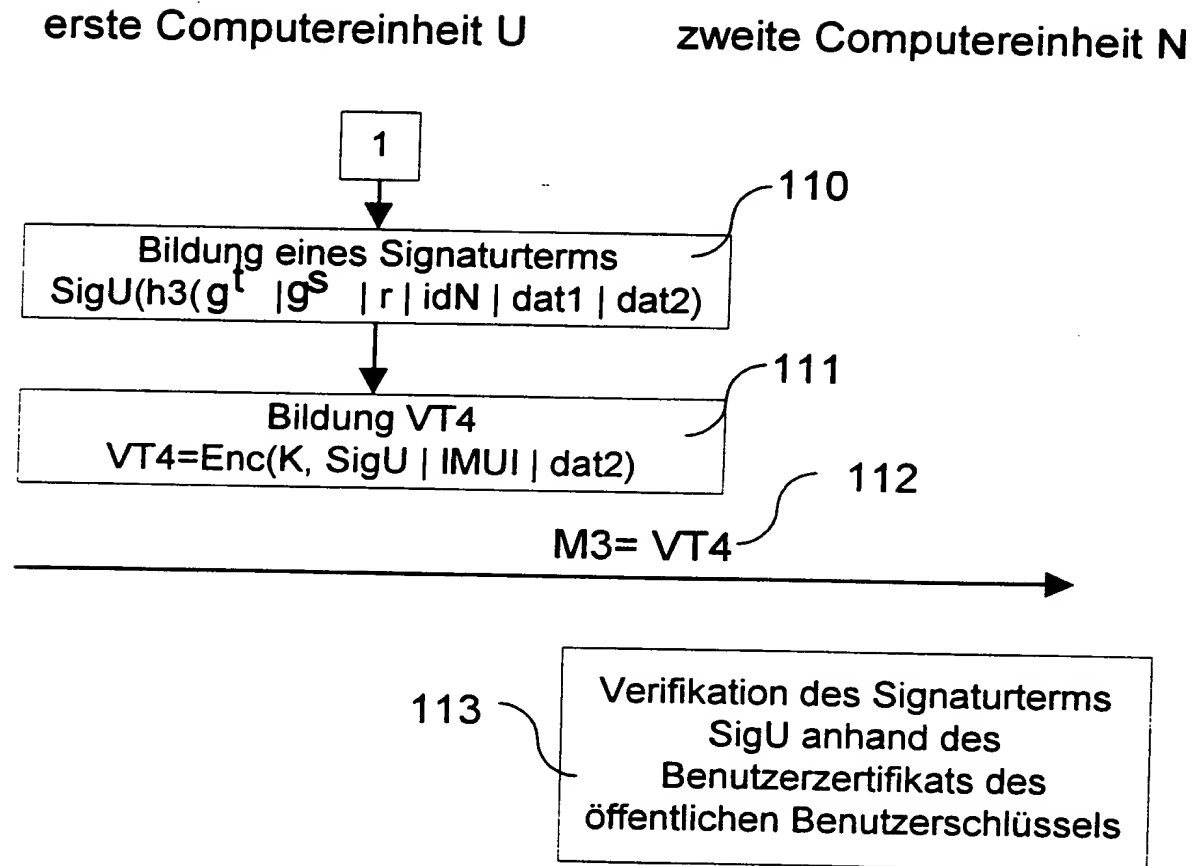 erste Computereinheit U
zweite Computereinheit N
1
110
Bildung eines Signaturterms
SigU(h3(g^t |g^s | r | idN | dat1 | dat2)
111
Bildung VT4
VT4=Enc(K, SigU | IMUI | dat2)
112
M3= VT4
113
Verifikation des Signaturterms
SigU anhand des
Benutzerzertifikats des
öffentlichen Benutzerschlüssels